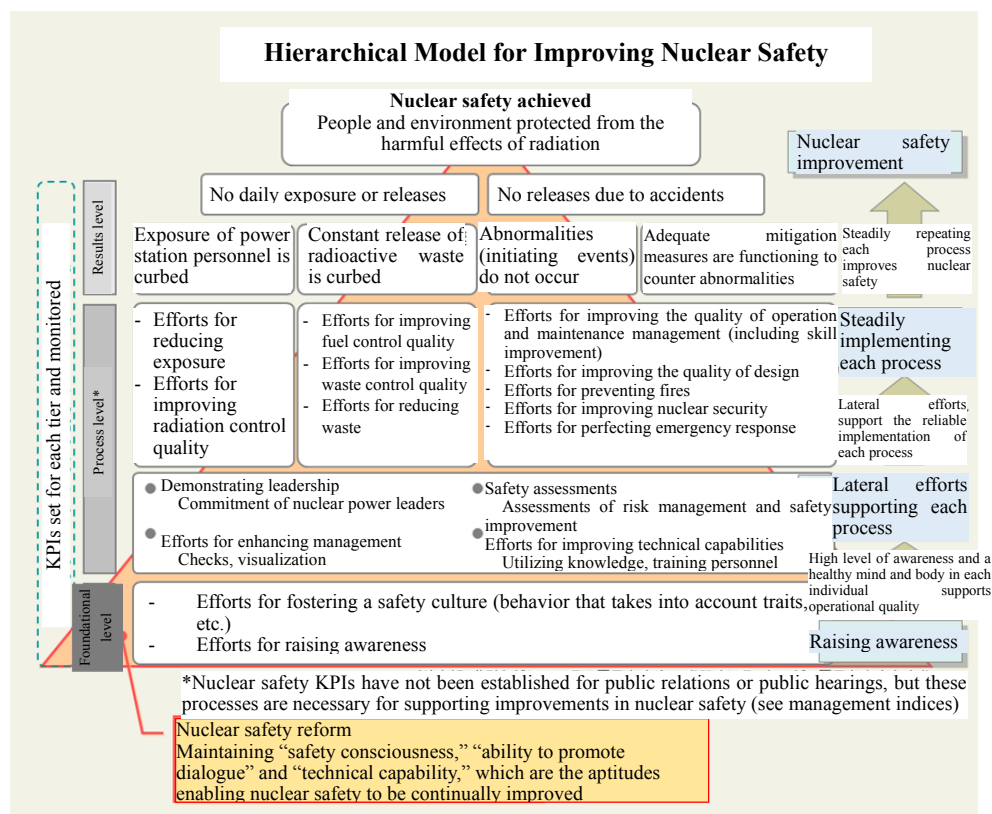 Hierarchical Model for Improving Nuclear Safety
Nuclear safety achieved
People and environment protected from the
harmful effects of radiation
Nuclear safety
improvement
No daily exposure or releases
No releases due to accidents
KPIs set for each tier and monitored
Results level
Exposure of power
station personnel is
curbed
Constant release of
radioactive waste
is curbed
Abnormalities
(initiating events)
do not occur
Adequate mitigation
measures are functioning to
counter abnormalities
Steadily repeating
each process
improves nuclear
safety
Process level*
- Efforts for
reducing
exposure
- Efforts for
improving
radiation control
quality
- Efforts for improving
fuel control quality
- Efforts for improving
waste control quality
- Efforts for reducing
waste
- Efforts for improving the quality of operation
and maintenance management (including skill
improvement)
- Efforts for improving the quality of design
- Efforts for preventing fires
- Efforts for improving nuclear security
- Efforts for perfecting emergency response
Steadily
implementing
each process
Lateral efforts
support the reliable
implementation of
each process
● Demonstrating leadership
Commitment of nuclear power leaders
● Efforts for enhancing management
Checks, visualization
● Safety assessments
Assessments of risk management and safety
improvement
● Efforts for improving technical capabilities
Utilizing knowledge, training personnel
Lateral efforts
supporting each
process
High level of awareness and a
healthy mind and body in each
individual supports
operational quality
Foundational
level
- Efforts for fostering a safety culture (behavior that takes into account traits,
etc.)
- Efforts for raising awareness
Raising awareness
*Nuclear safety KPIs have not been established for public relations or public hearings, but these
processes are necessary for supporting improvements in nuclear safety (see management indices)
Nuclear safety reform
Maintaining “safety consciousness,” “ability to promote
dialogue” and “technical capability,” which are the aptitudes
enabling nuclear safety to be continually improved